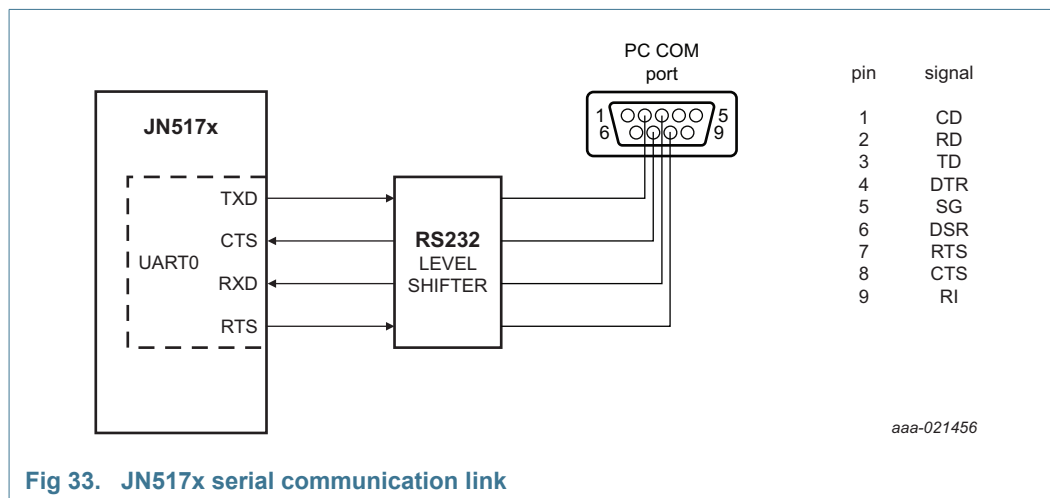 PC COM
port
pin signal
1 5
6 9
1 CD
2 RD
3 TD
4 DTR
5 SG
6 DSR
7 RTS
8 CTS
9 RI
JN517x
UART0
TXD
CTS
RXD
RTS
RS232
LEVEL
SHIFTER
aaa-021456
Fig 33. JN517x serial communication link